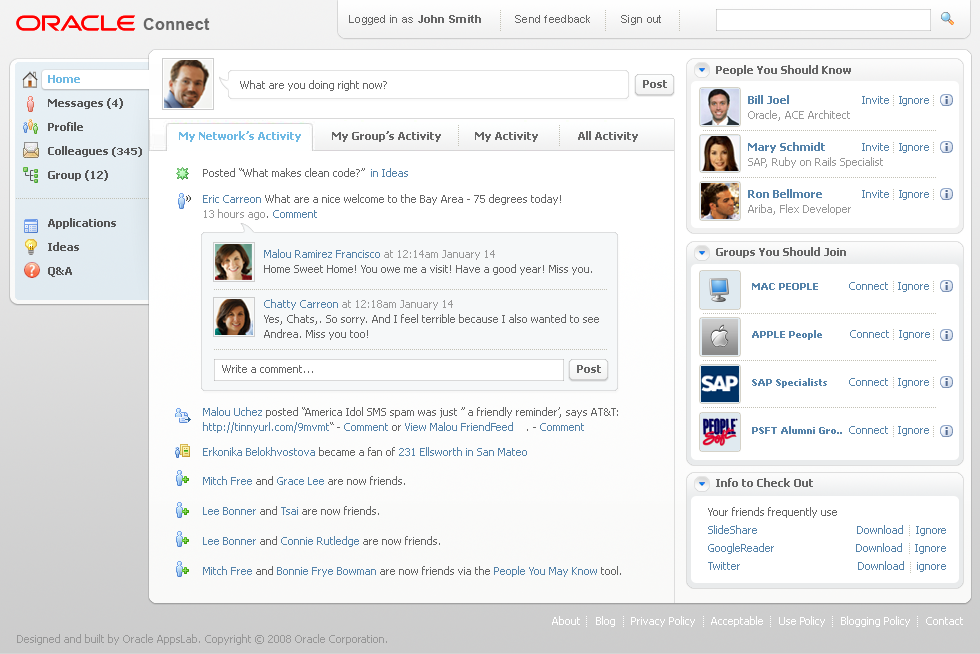 ORACLE Connect
Logged in as John Smith
Send feedback
Sign out
Home
Messages (4)
Profile
Colleagues (345)
Group (12)
Applications
Ideas
Q&A
What are you doing right now?
Post
My Network's Activity
My Group's Activity
My Activity
All Activity
Posted "What makes clean code?" in Ideas
Eric Carreon What are a nice welcome to the Bay Area - 75 degrees today!
13 hours ago. Comment
Malou Ramirez Francisco at 12:14am January 14
Home Sweet Home! You owe me a visit! Have a good year! Miss you.
Chatty Carreon at 12:18am January 14
Yes, Chats,. So sorry. And I feel terrible because I also wanted to see
Andrea. Miss you too!
Write a comment...
Post
Malou Uchez posted "America Idol SMS spam was just " a friendly reminder', says AT&T:
http://tinnyurl.com/9mvmt" - Comment or View Malou FriendFeed . - Comment
Erkonika Belokhvostova became a fan of 231 Ellsworth in San Mateo
Mitch Free and Grace Lee are now friends.
Lee Bonner and Tsai are now friends.
Lee Bonner and Connie Rutledge are now friends.
Mitch Free and Bonnie Frye Bowman are now friends via the People You May Know tool.
People You Should Know
Bill Joel Invite Ignore
Oracle, ACE Architect
Mary Schmidt Invite Ignore
SAP, Ruby on Rails Specialist
Ron Bellmore Invite Ignore
Ariba, Flex Developer
Groups You Should Join
MAC PEOPLE Connect Ignore
APPLE People Connect Ignore
SAP
SAP Specialists Connect Ignore
PEOPLE
Soft
PSFT Alumni Gro.. Connect Ignore
Info to Check Out
Your friends frequently use
SlideShare Download Ignore
GoogleReader Download Ignore
Twitter Download ignore
About Blog Privacy Policy Acceptable Use Policy Blogging Policy Contact
Designed and built by Oracle AppsLab. Copyright © 2008 Oracle Corporation.